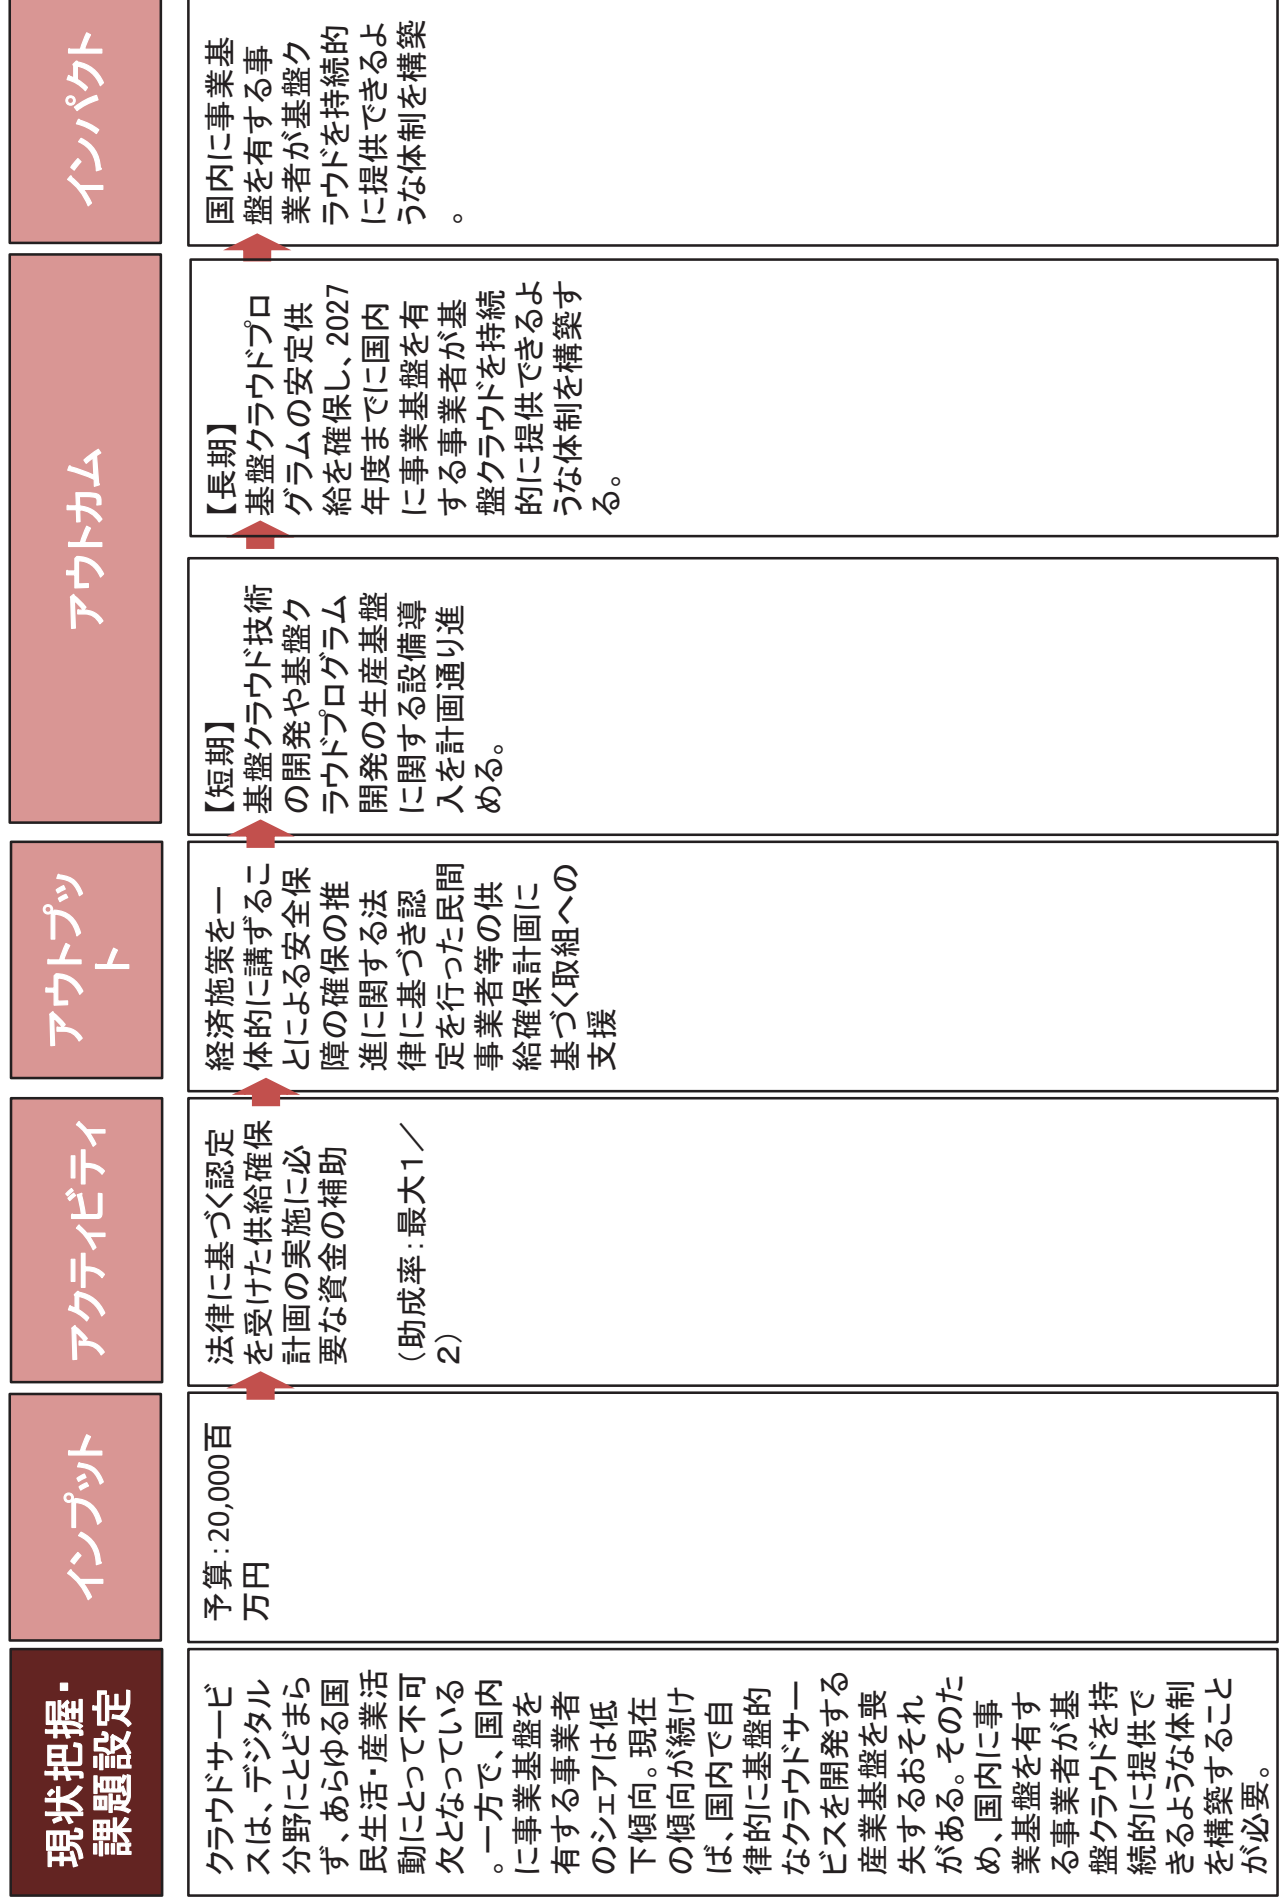 現状把握・
課題設定
クラウドサービ
スは、デジタル
分野にとどまら
ず、あらゆる国
民生活・産業活
動にとって不可
欠となっている
。一方で、国内
に事業基盤を
有する事業者
のシェアは低
下傾向。現在
の傾向が続け
ば、国内で自
律的に基盤的
なクラウドサー
ビスを開発する
産業基盤を喪
失するおそれ
がある。そのた
め、国内に事
業基盤を有す
る事業者が基
盤クラウドを持
続的に提供で
きるような体制
を構築すること
が必要。
インプット
予算：20,000百
万円
アクティビティ
法律に基づく認定
を受けた供給確保
計画の実施に必
要な資金の補助
（助成率：最大１／
２）
アウトプッ
ト
経済施策を一
体的に講ずるこ
とによる安全保
障の確保の推
進に関する法
律に基づき認
定を行った民間
事業者等の供
給確保計画に
基づく取組への
支援
アウトカム
【短期】
基盤クラウド技術
の開発や基盤ク
ラウドプログラム
開発の生産基盤
に関する設備導
入を計画通り進
める。
【長期】
基盤クラウドプロ
グラムの安定供
給を確保し、2027
年度までに国内
に事業基盤を有
する事業者が基
盤クラウドを持続
的に提供できるよ
うな体制を構築す
る。
インパクト
国内に事業基
盤を有する事
業者が基盤ク
ラウドを持続的
に提供できるよ
うな体制を構築
。